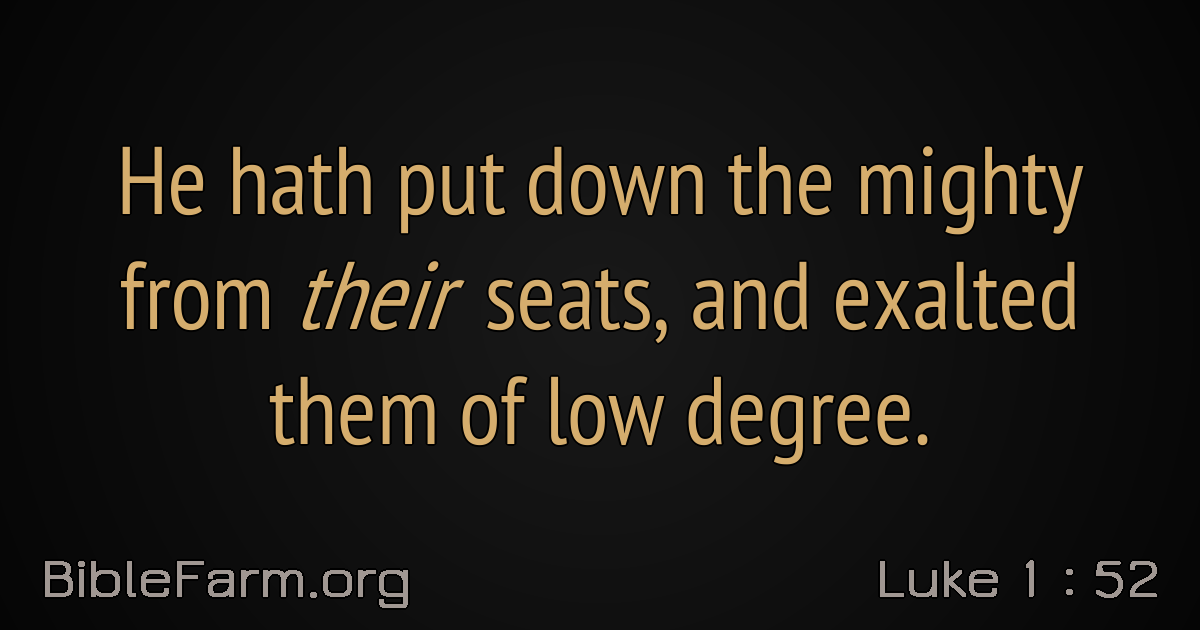 He hath put down the mighty
from their seats, and exalted
them of low degree.
BibleFarm.org
Luke 1 : 52